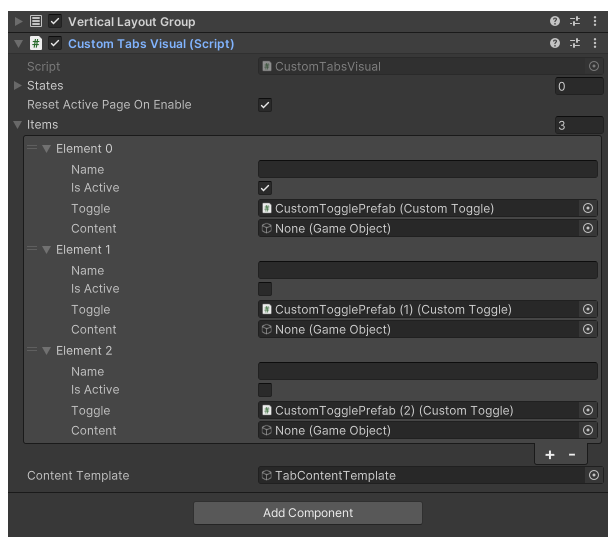 Vertical Layout Group
# Custom Tabs Visual (Script)
Script # CustomTabsVisual
States 0
Reset Active Page On Enable
Items 3
Element 0
Name
Is Active
Toggle # CustomTogglePrefab (Custom Toggle)
Content None (Game Object)
Element 1
Name
Is Active
Toggle # CustomTogglePrefab (1) (Custom Toggle)
Content None (Game Object)
Element 2
Name
Is Active
Toggle # CustomTogglePrefab (2) (Custom Toggle)
Content None (Game Object)
+ -
Content Template TabContentTemplate
Add Component